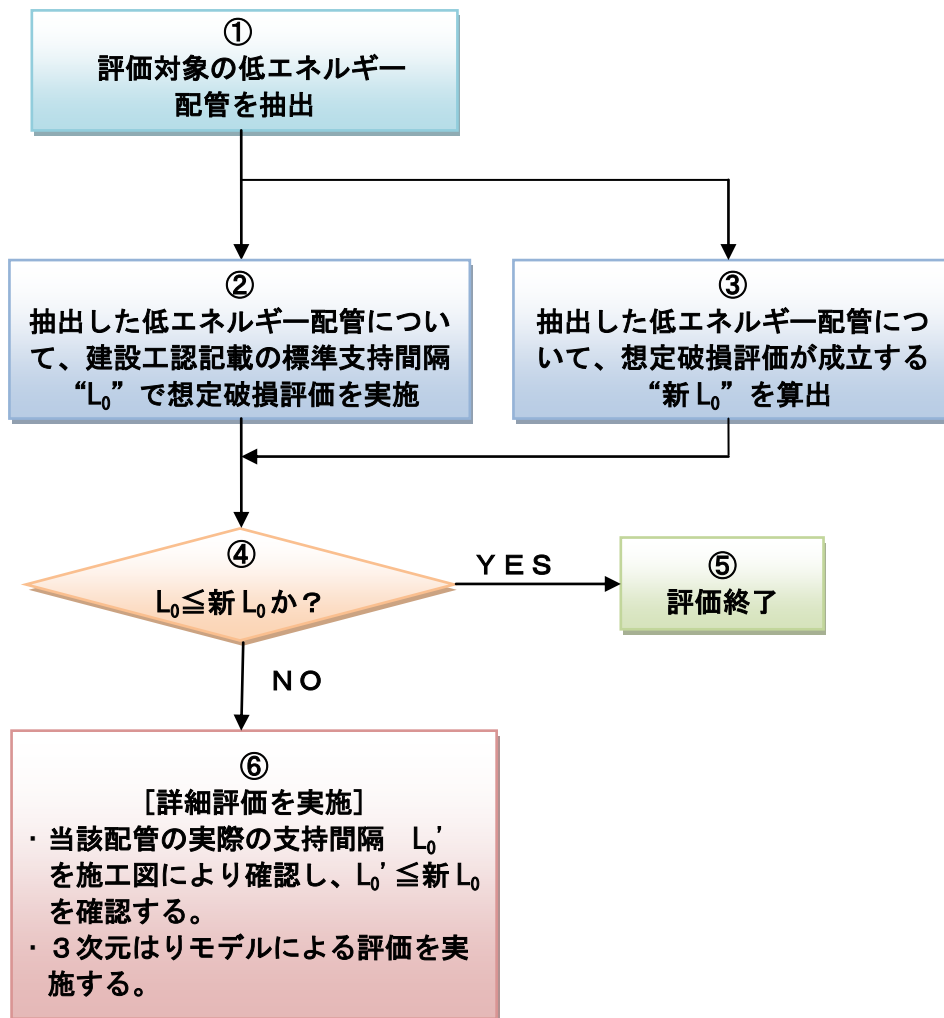 ①
評価対象の低エネルギー
配管を抽出
②
抽出した低エネルギー配管につい
て、建設工認記載の標準支持間隔
“L₀”で想定破損評価を実施
③
抽出した低エネルギー配管につ
いて、想定破損評価が成立する
“新L₀”を算出
④
L₀≦新L₀か？
ＹＥＳ
⑤
評価終了
ＮＯ
⑥
[詳細評価を実施]
・当該配管の実際の支持間隔　L₀’
を施工図により確認し、L₀’≦新L₀
を確認する。
・３次元はりモデルによる評価を実
施する。